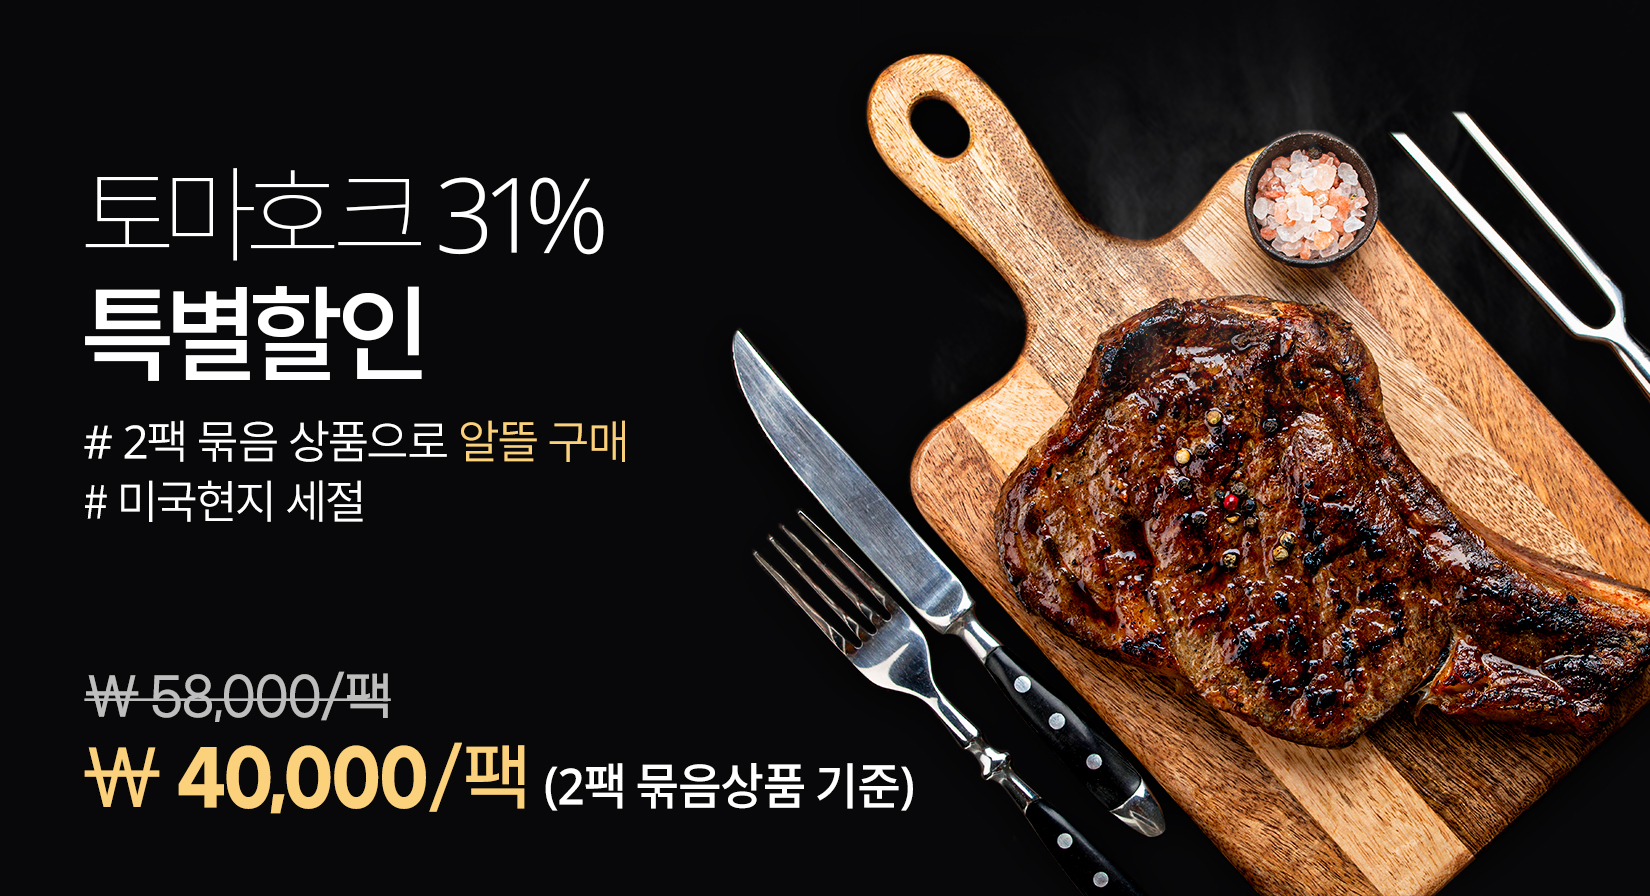 토마호크 31%
특별할인
# 2팩 묶음 상품으로 알뜰 구매
# 미국현지 세절
₩ 58,000/팩
₩ 40,000/팩 (2팩 묶음상품 기준)